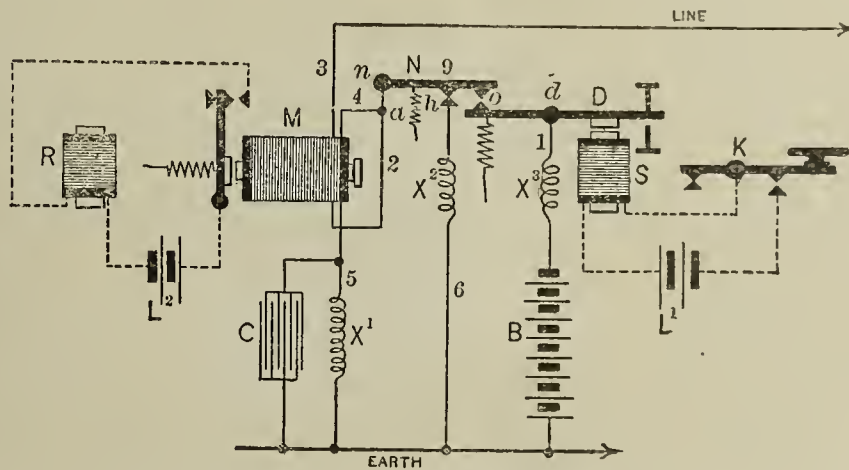 LINE
3 n N 9 d D
4 a h o
M 1 K
R 2 S
X² X³
L² 5 6 L¹
C X¹ B
EARTH